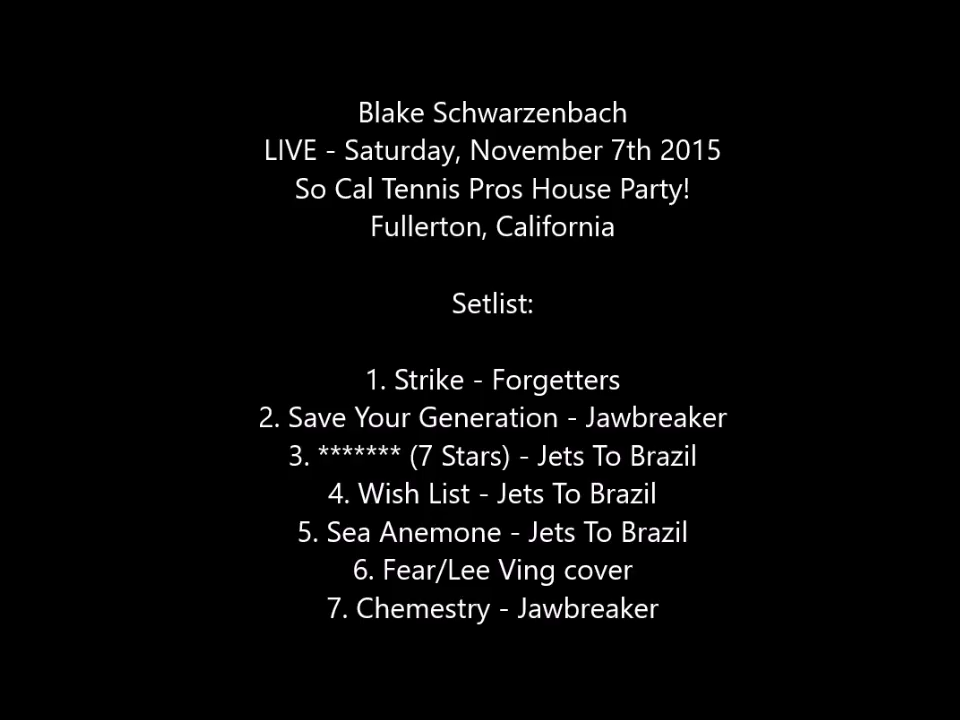 Blake Schwarzenbach
LIVE - Saturday, November 7th 2015
So Cal Tennis Pros House Party!
Fullerton, California
Setlist:
1. Strike - Forgetters
2. Save Your Generation - Jawbreaker
3. ******* (7 Stars) - Jets To Brazil
4. Wish List - Jets To Brazil
5. Sea Anemone - Jets To Brazil
6. Fear/Lee Ving cover
7. Chemestry - Jawbreaker